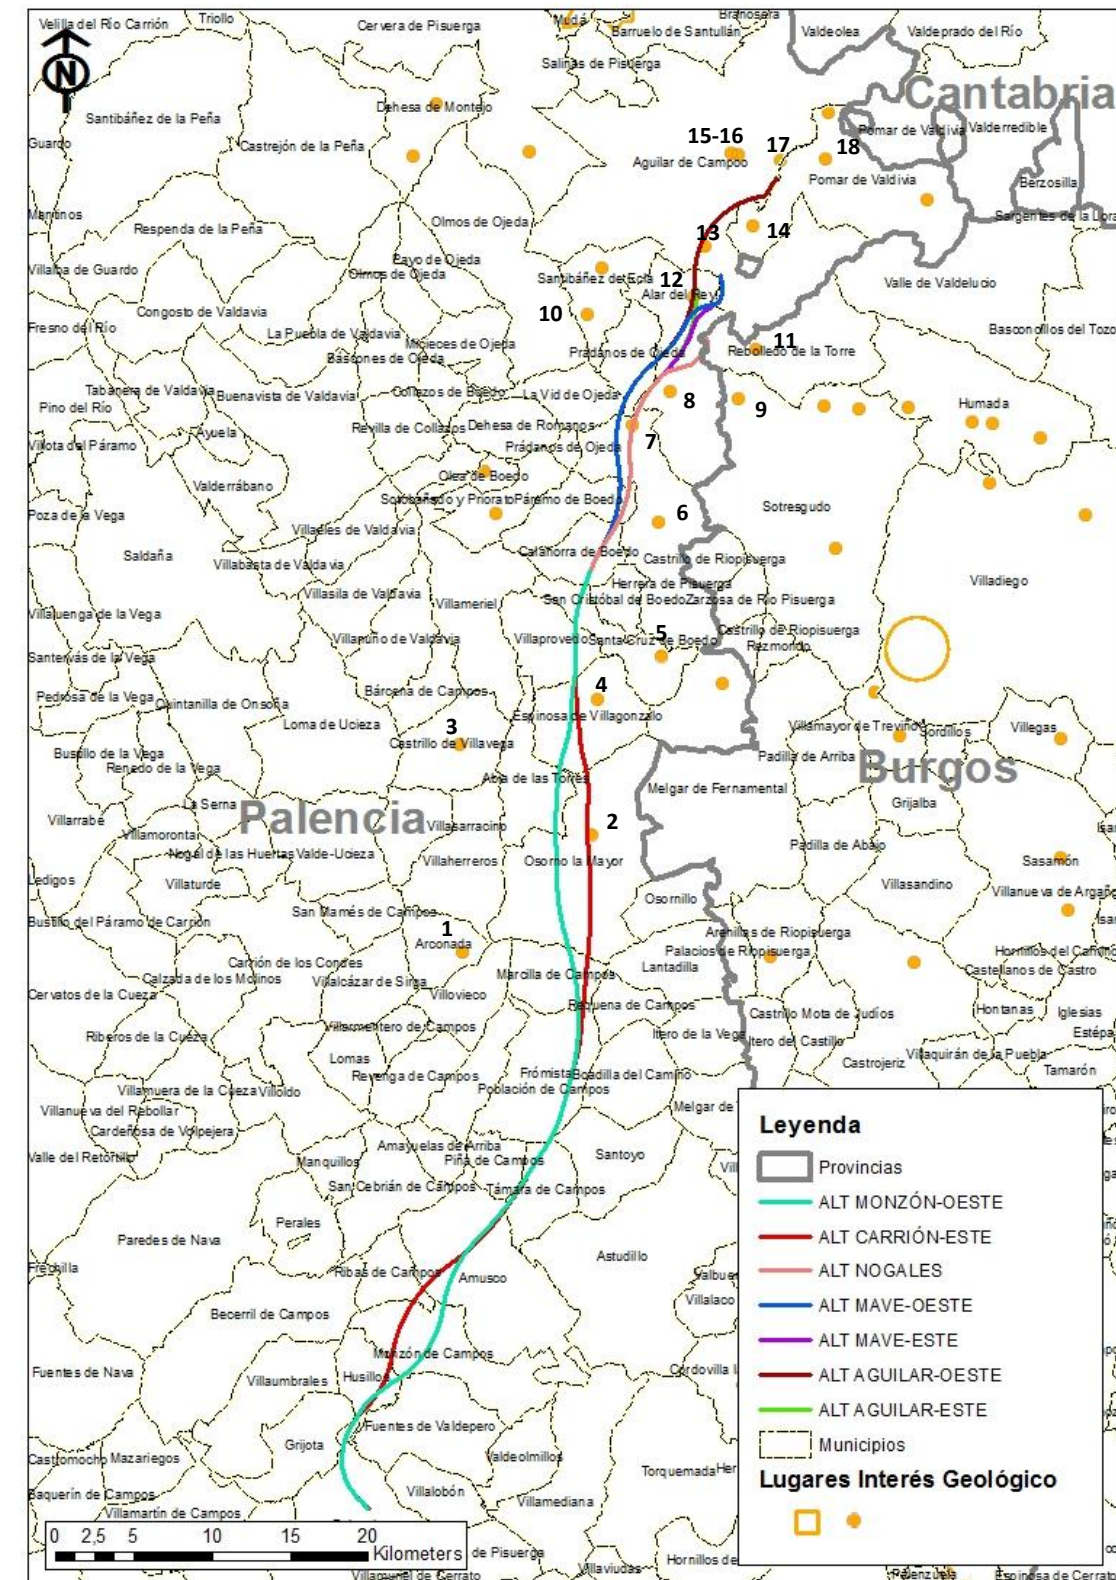 Velilla del Río Carrión
Triollo
Cervera de Pisuerga
Mudá
Brañosera
Barruelo de Santullán
Valdeolea
Valdeprado del Río
N
Salinas de Pisuerga
Cantabria
Dehesa de Montejo
Santibáñez de la Peña
Guardo
Castrejón de la Peña
15-16
17
18
Pomar de Valdivia
Valderredible
Aguilar de Campoo
Pomar de Valdivia
Berzosilla
Mantinos
Respenda de la Peña
Olmos de Ojeda
13
14
Sargentes de la Lora
Villalba de Guardo
Payo de Ojeda
Olmos de Ojeda
Santibáñez de Ecla
12
Alar del Rey
Valle de Valdelucio
Congosto de Valdavia
10
Fresno del Río
La Puebla de Valdavia
Micieces de Ojeda
Báscones de Ojeda
Prádanos de Ojeda
11
Rebolledo de la Torre
Basconcillos del Tozo
Tabanera de Valdavia
Buenavista de Valdavia
Collazos de Boedo
La Vid de Ojeda
8
9
Humada
Pino del Río
Villota del Páramo
Ayuela
Revilla de Collazos
Dehesa de Romanos
Prádanos de Ojeda
7
Valderrábano
Olea de Boedo
Sotobañado y Priorato
Páramo de Boedo
6
Sotresgudo
Poza de la Vega
Villaeles de Valdavia
Saldaña
Villabasta de Valdavia
Calahorra de Boedo
Castrillo de Riopisuerga
Herrera de Pisuerga
Villadiego
Villasila de Valdavia
Villameriel
San Cristóbal de Boedo
Zarzosa de Río Pisuerga
Villaluenga de la Vega
Villanuño de Valdavia
Villaprovedo
Santa Cruz de Boedo
5
Castrillo de Riopisuerga
Rezmondo
Santervás de la Vega
Pedrosa de la Vega
Quintanilla de Onsoña
Bárcena de Campos
4
Espinosa de Villagonzalo
Loma de Ucieza
3
Castrillo de Villavega
Villamayor de Treviño
Sordillos
Villegas
Bustillo de la Vega
Renedo de la Vega
Abia de las Torres
Padilla de Arriba
Burgos
Melgar de Fernamental
Grijalba
La Serna
Palencia
Villarrabé
Villamoronta
Villasarracino
2
Padilla de Abajo
Nogal de las Huertas
Valde-Ucieza
Villaherreros
Osorno la Mayor
Sasamón
Ledigos
Villaturde
Osornillo
Villasandino
Villanueva de Argaño
Bustillo del Páramo de Carrión
San Mamés de Campos
1
Arconada
Arenillas de Riopisuerga
Palacios de Riopisuerga
Hornillos del Camino
Carrión de los Condes
Calzada de los Molinos
Villalcázar de Sirga
Marcilla de Campos
Lantadilla
Castellanos de Castro
Cervatos de la Cueza
Villovieco
Requena de Campos
Castrillo Mota de Judíos
Hontanas
Iglesias
Riberos de la Cueza
Villarmentero de Campos
Itero de la Vega
Itero del Castillo
Estépa
Lomas
Revenga de Campos
Frómista
Boadilla del Camino
Castrojeriz
Villaquirán de la Puebla
Tamarón
Villamuera de la Cueza
Villoldo
Población de Campos
Villanueva del Rebollar
Cardeñosa de Volpejera
Melgar de
Valle del Retortillo
Manquillos
Amayuelas de Arriba
Piña de Campos
Santoyo
Vill
San Cebrián de Campos
Támara de Campos
Perales
Paredes de Nava
Astudillo
Frechilla
Ribas de Campos
Amusco
Valbue
Becerril de Campos
Villalaco
Monzón de Campos
Fuentes de Nava
Villaumbrales
Husillos
Cordovilla l
Fuentes de Valdepero
Grijota
Castromocho
Mazariegos
Valdeolmillos
Torquemada
Her
Baquerín de Campos
Villalobón
Villamediana
Villamartín de Campos
0 2,5 5 10 15 20
Kilometers
de Pisuerga
Villamuriel de Cerrato
Villaviudas
Hornillos de
Palenzuela
Espinosa de Cerrato
Leyenda
Provincias
ALT MONZÓN-OESTE
ALT CARRIÓN-ESTE
ALT NOGALES
ALT MAVE-OESTE
ALT MAVE-ESTE
ALT AGUILAR-OESTE
ALT AGUILAR-ESTE
Municipios
Lugares Interés Geológico